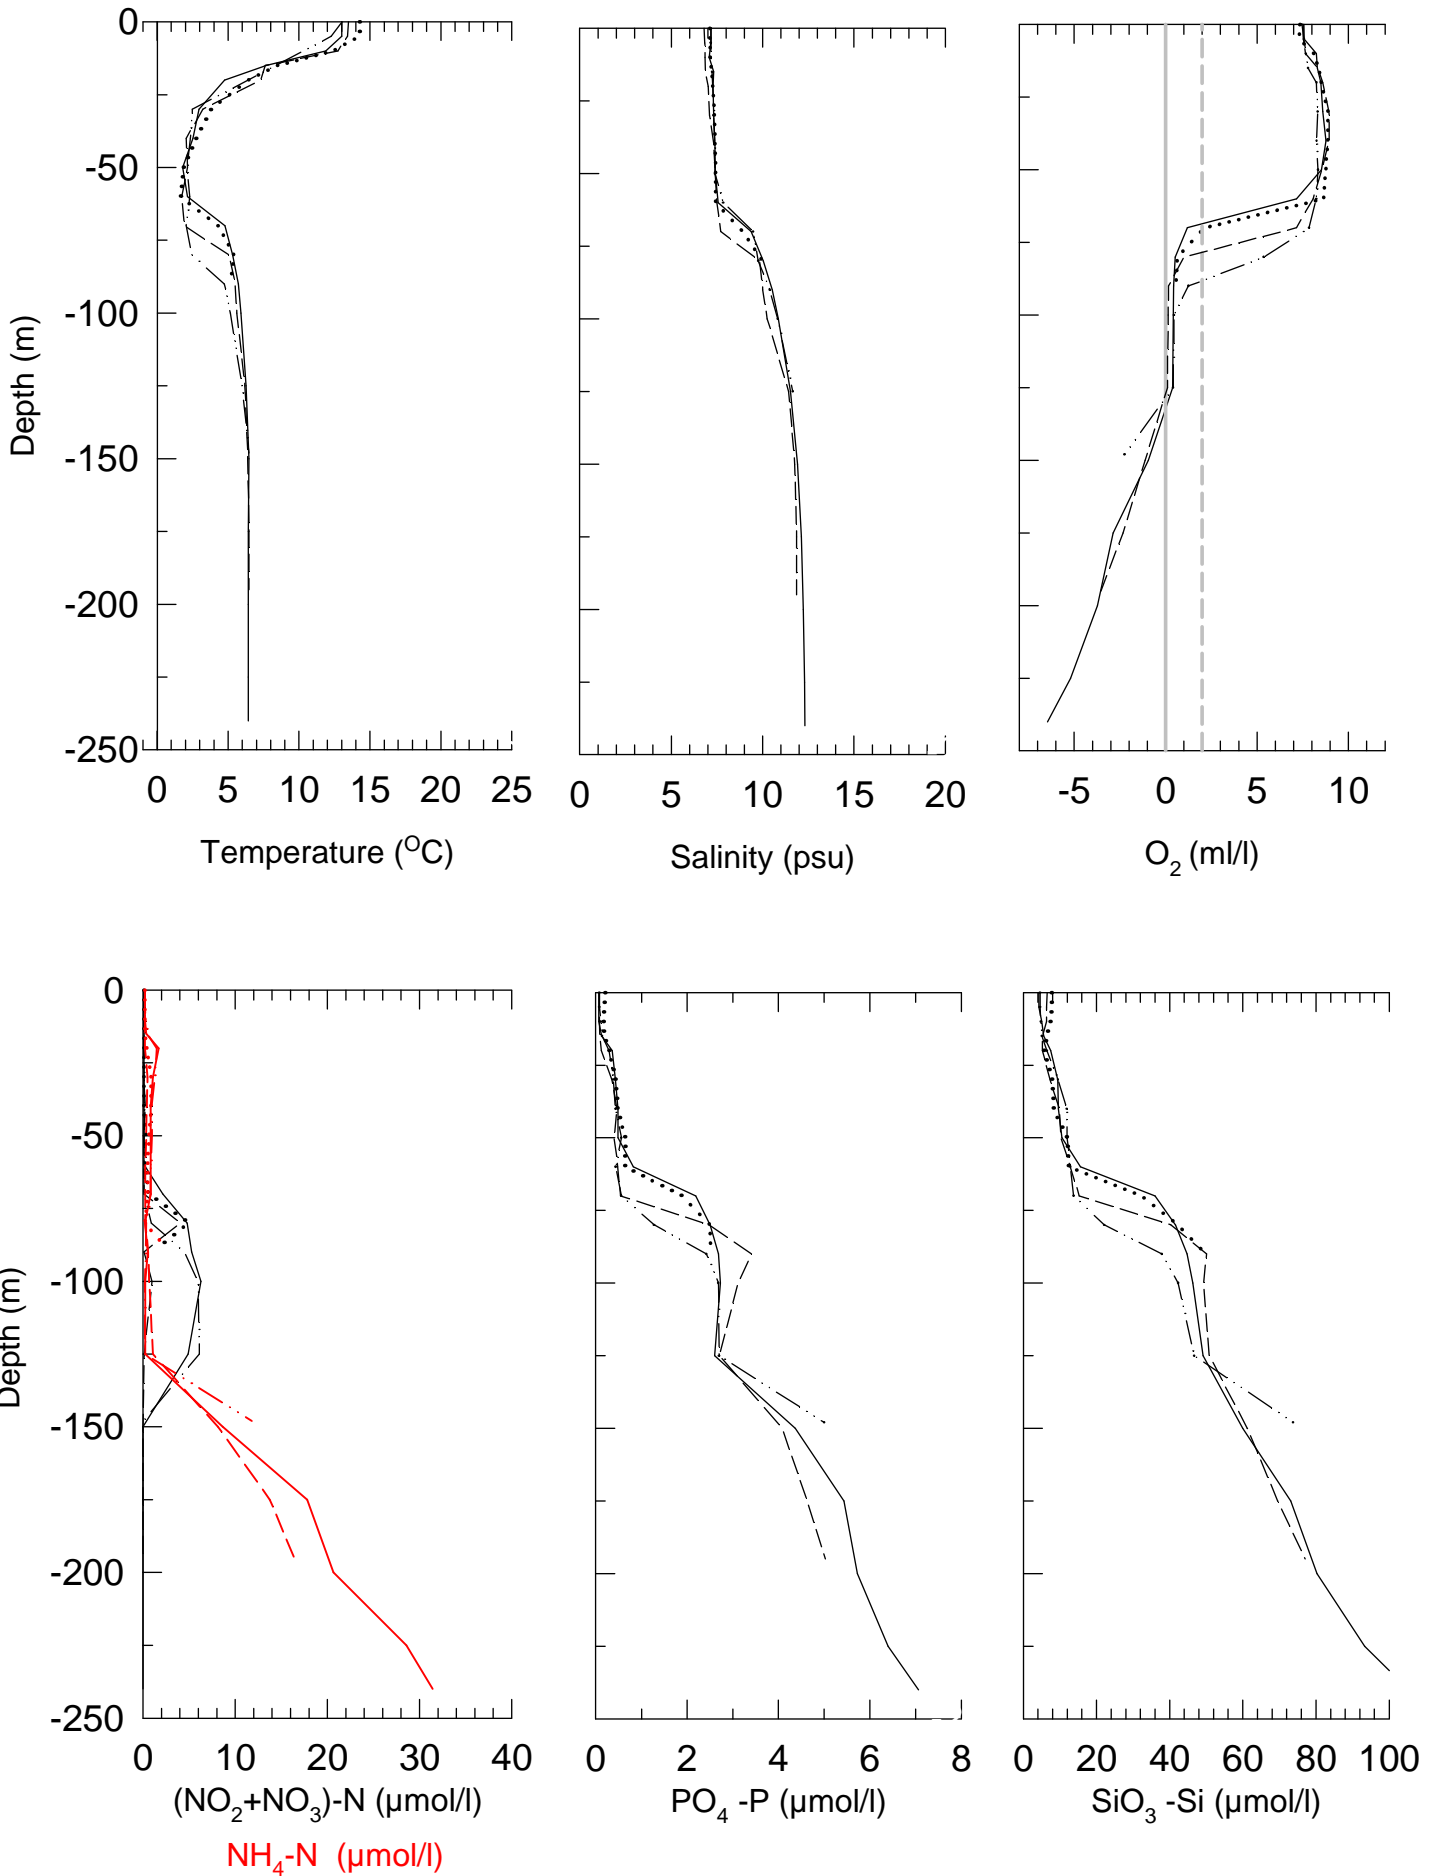 0
-50
-100
-150
-200
-250
Depth (m)
0 5 10 15 20 25
Temperature (OC)
0 5 10 15 20
Salinity (psu)
-5 0 5 10
O2 (ml/l)
0
-50
-100
-150
-200
-250
Depth (m)
0 10 20 30 40
(NO2+NO3)-N (µmol/l)
NH4-N (µmol/l)
0 2 4 6 8
PO4 -P (µmol/l)
0 20 40 60 80 100
SiO3 -Si (µmol/l)